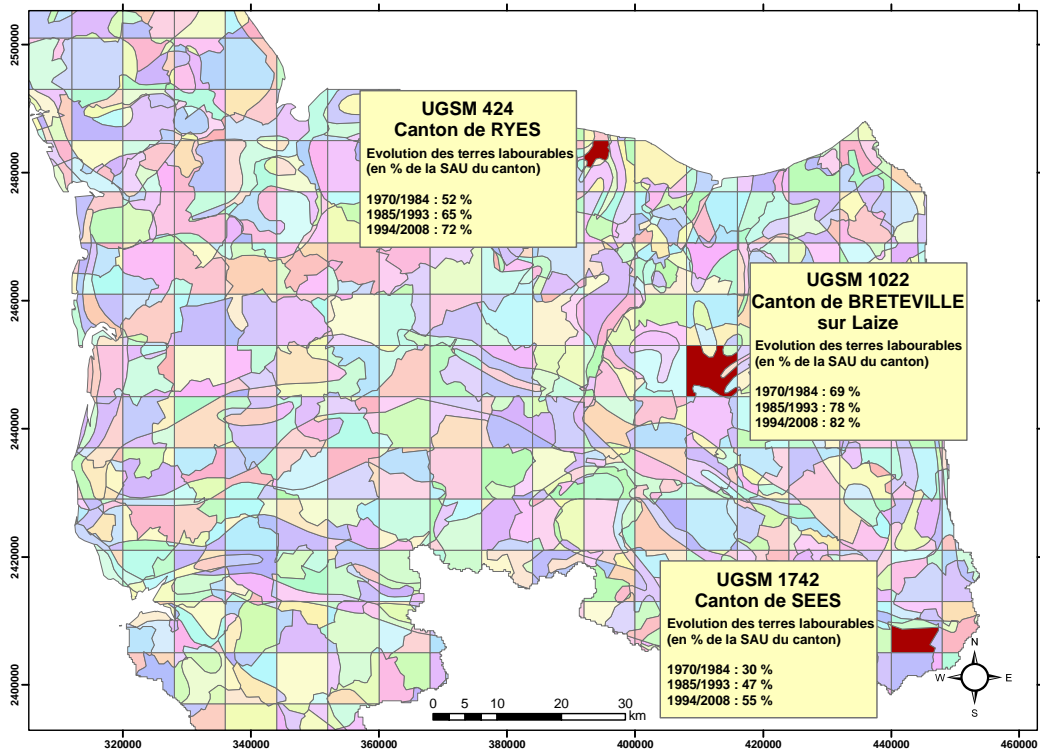 UGSM 424
Canton de RYES
Evolution des terres labourables
(en % de la SAU du canton)
1970/1984 : 52 %
1985/1993 : 65 %
1994/2008 : 72 %
UGSM 1022
Canton de BRETEVILLE
sur Laize
Evolution des terres labourables
(en % de la SAU du canton)
1970/1984 : 69 %
1985/1993 : 78 %
1994/2008 : 82 %
UGSM 1742
Canton de SEES
Evolution des terres labourables
(en % de la SAU du canton)
1970/1984 : 30 %
1985/1993 : 47 %
1994/2008 : 55 %
N
W E
S
0 5 10 20 30
km
2500000
2480000
2460000
2440000
2420000
2400000
320000 340000 360000 380000 400000 420000 440000 460000